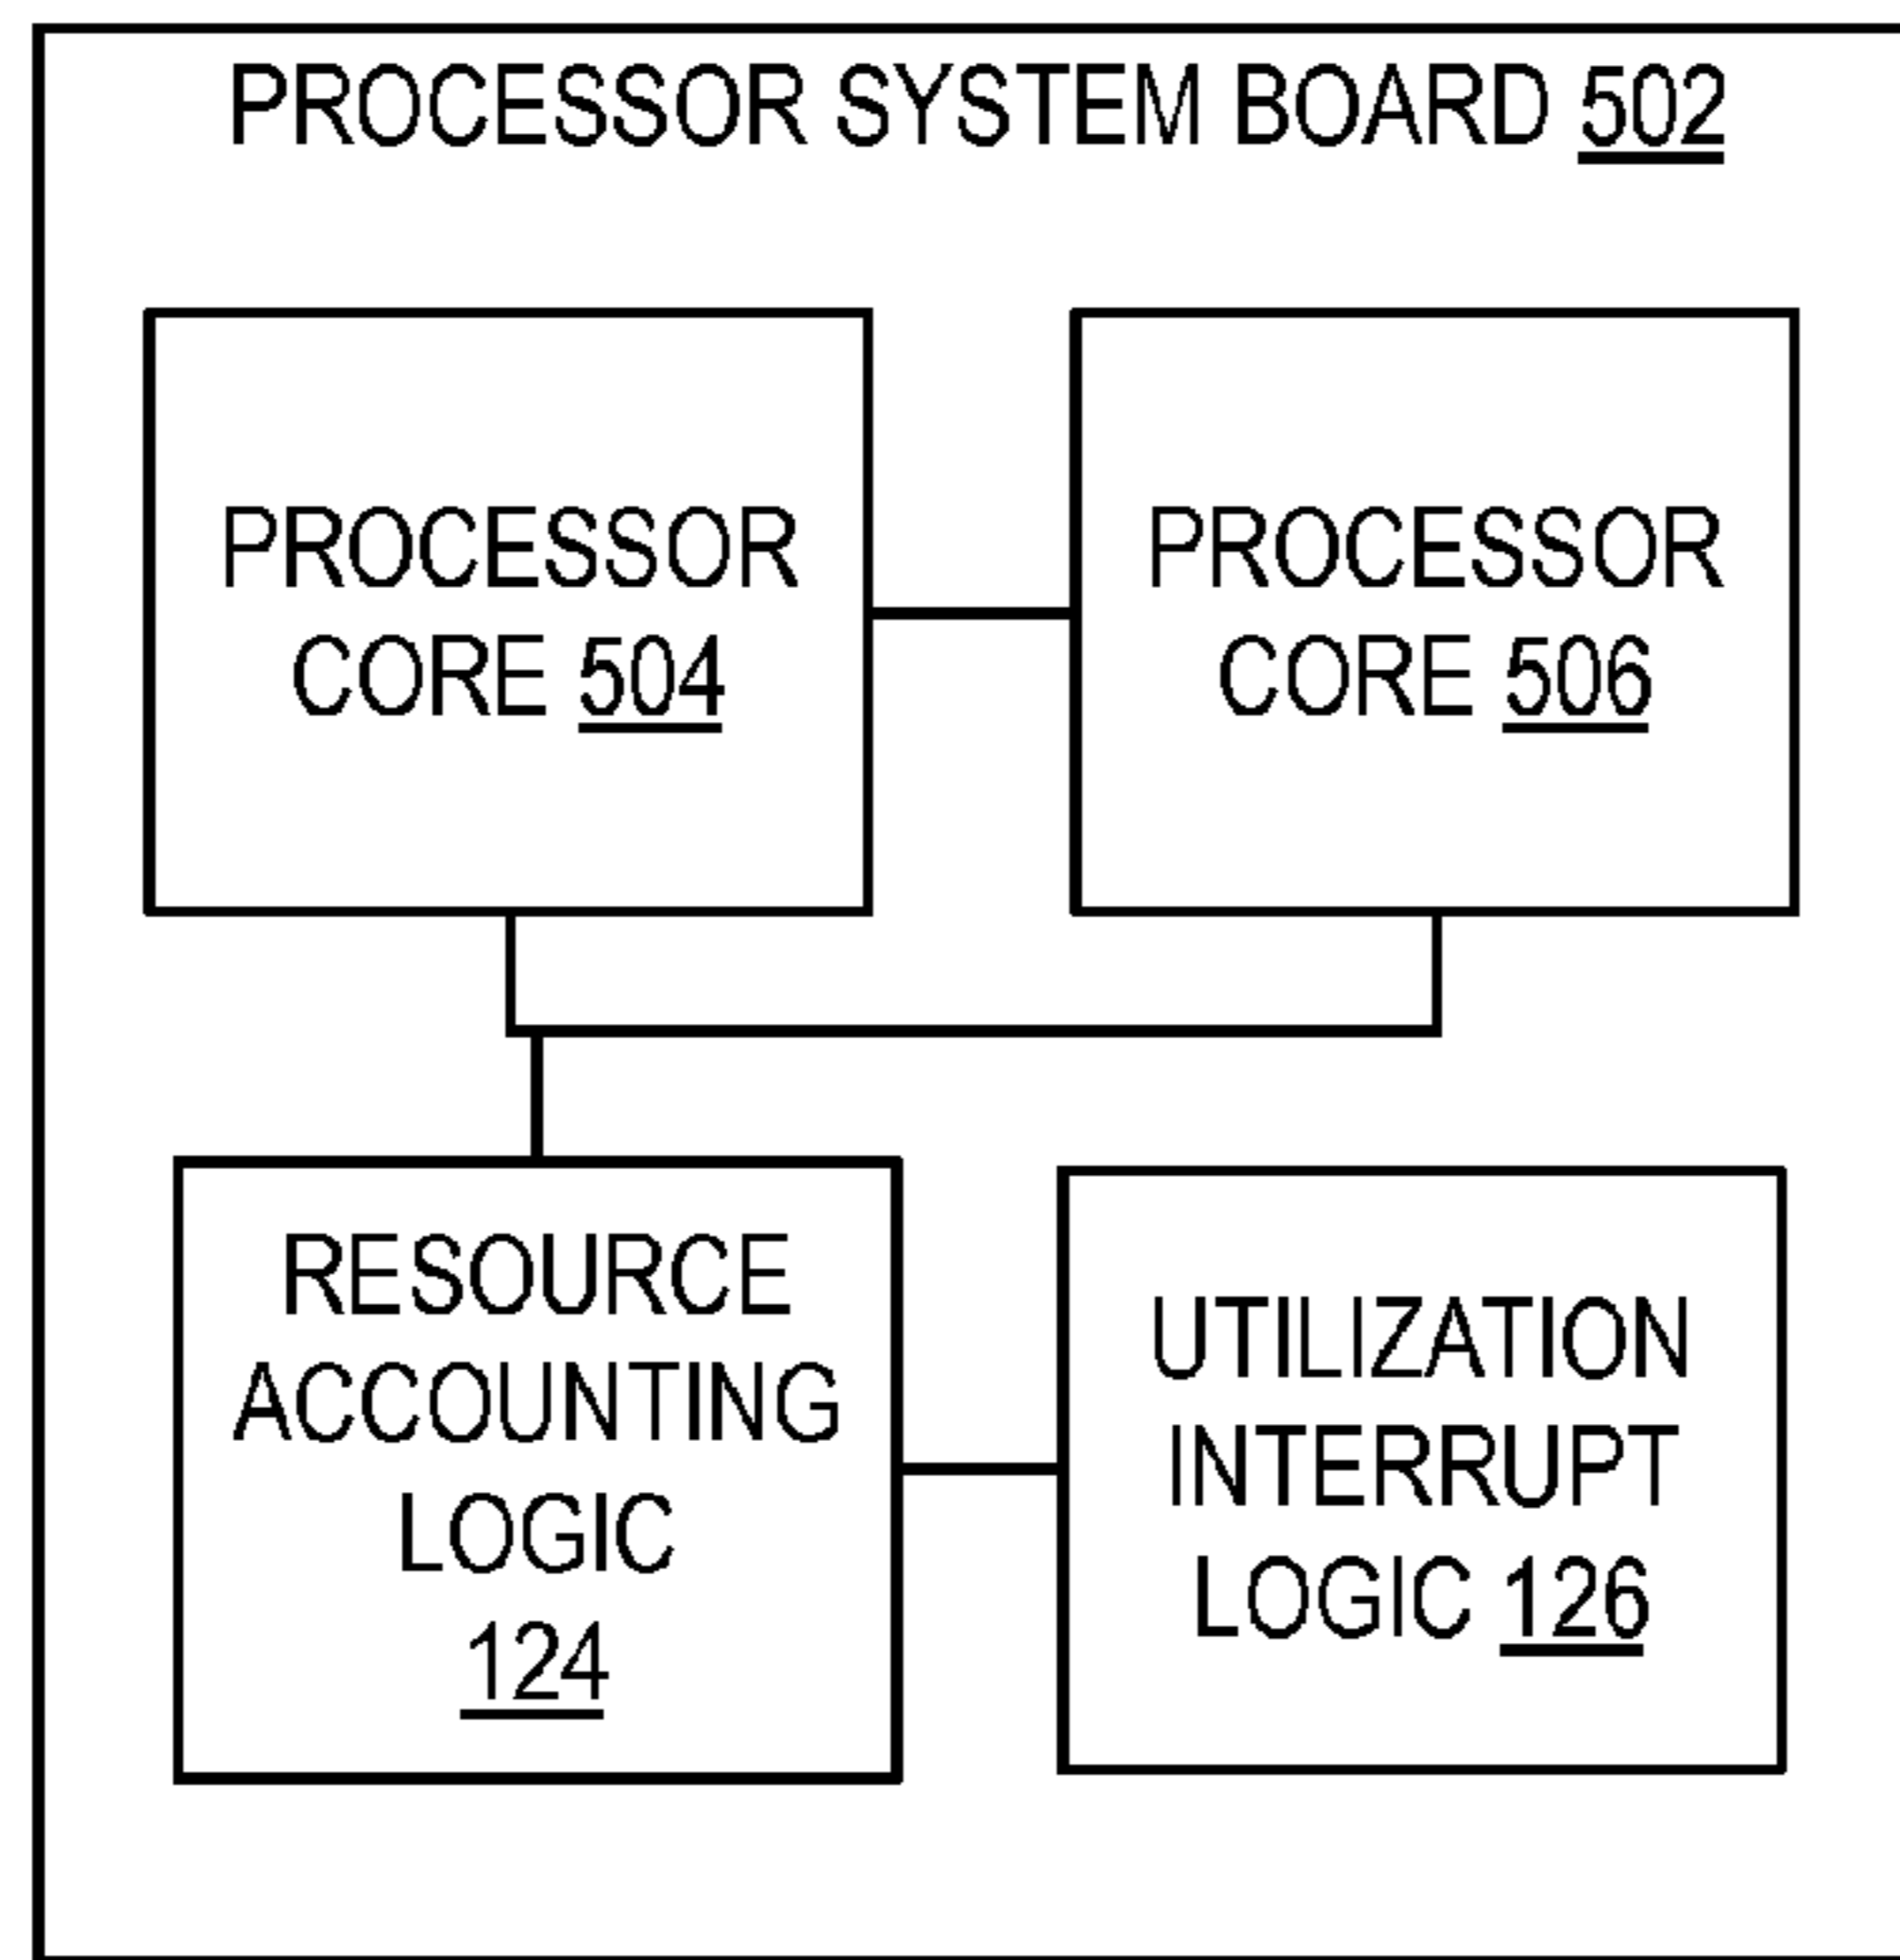 PROCESSOR SYSTEM BOARD 502
PROCESSOR
CORE 504
PROCESSOR
CORE 506
RESOURCE
ACCOUNTING
LOGIC
124
UTILIZATION
INTERRUPT
LOGIC 126